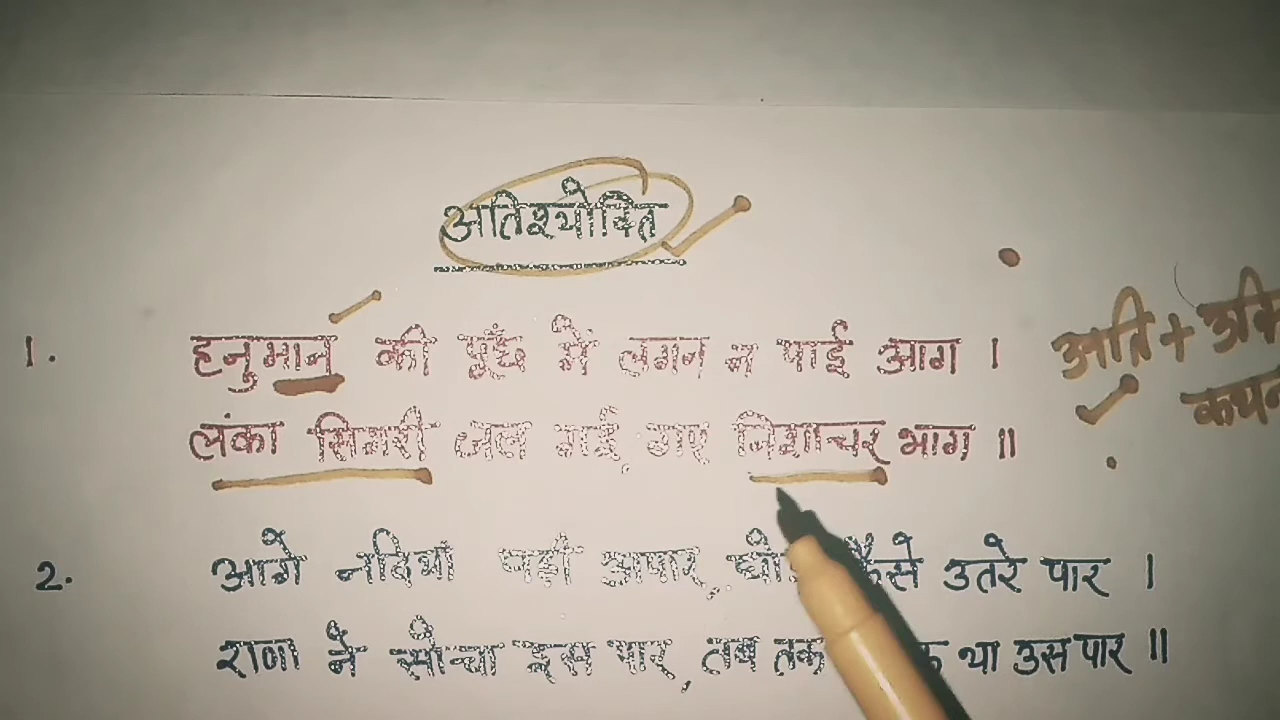 अतिश्योक्ति
1. हनुमान की पूँछ में लगन न पाई आग ।
लंका सिगरी जल गई, गए निशाचर भाग ॥
अति + उक्ति
कथन
2. आगे नदियां पड़ी अपार, कैसे उतरे पार ।
राणा ने सोचा इस पार, तब तक था उस पार ॥